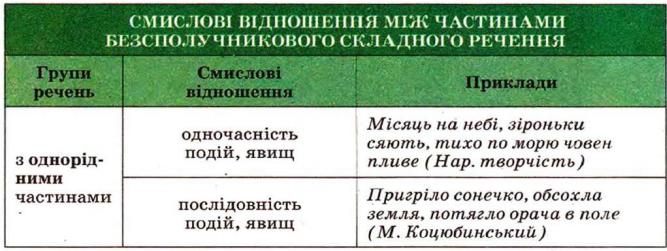 СМИСЛОВІ ВІДНОШЕННЯ МІЖ ЧАСТИНАМИ
БЕЗСПОЛУЧНИКОВОГО СКЛАДНОГО РЕЧЕННЯ
Групи
речень
Смислові
відношення
Приклади
з однорід-
ними
частинами
одночасність
подій, явищ
Місяць на небі, зіроньки
сяють, тихо по морю човен
пливе (Нар. творчість)
послідовність
подій, явищ
Пригріло сонечко, обсохла
земля, потягло орача в поле
(М. Коцюбинський)